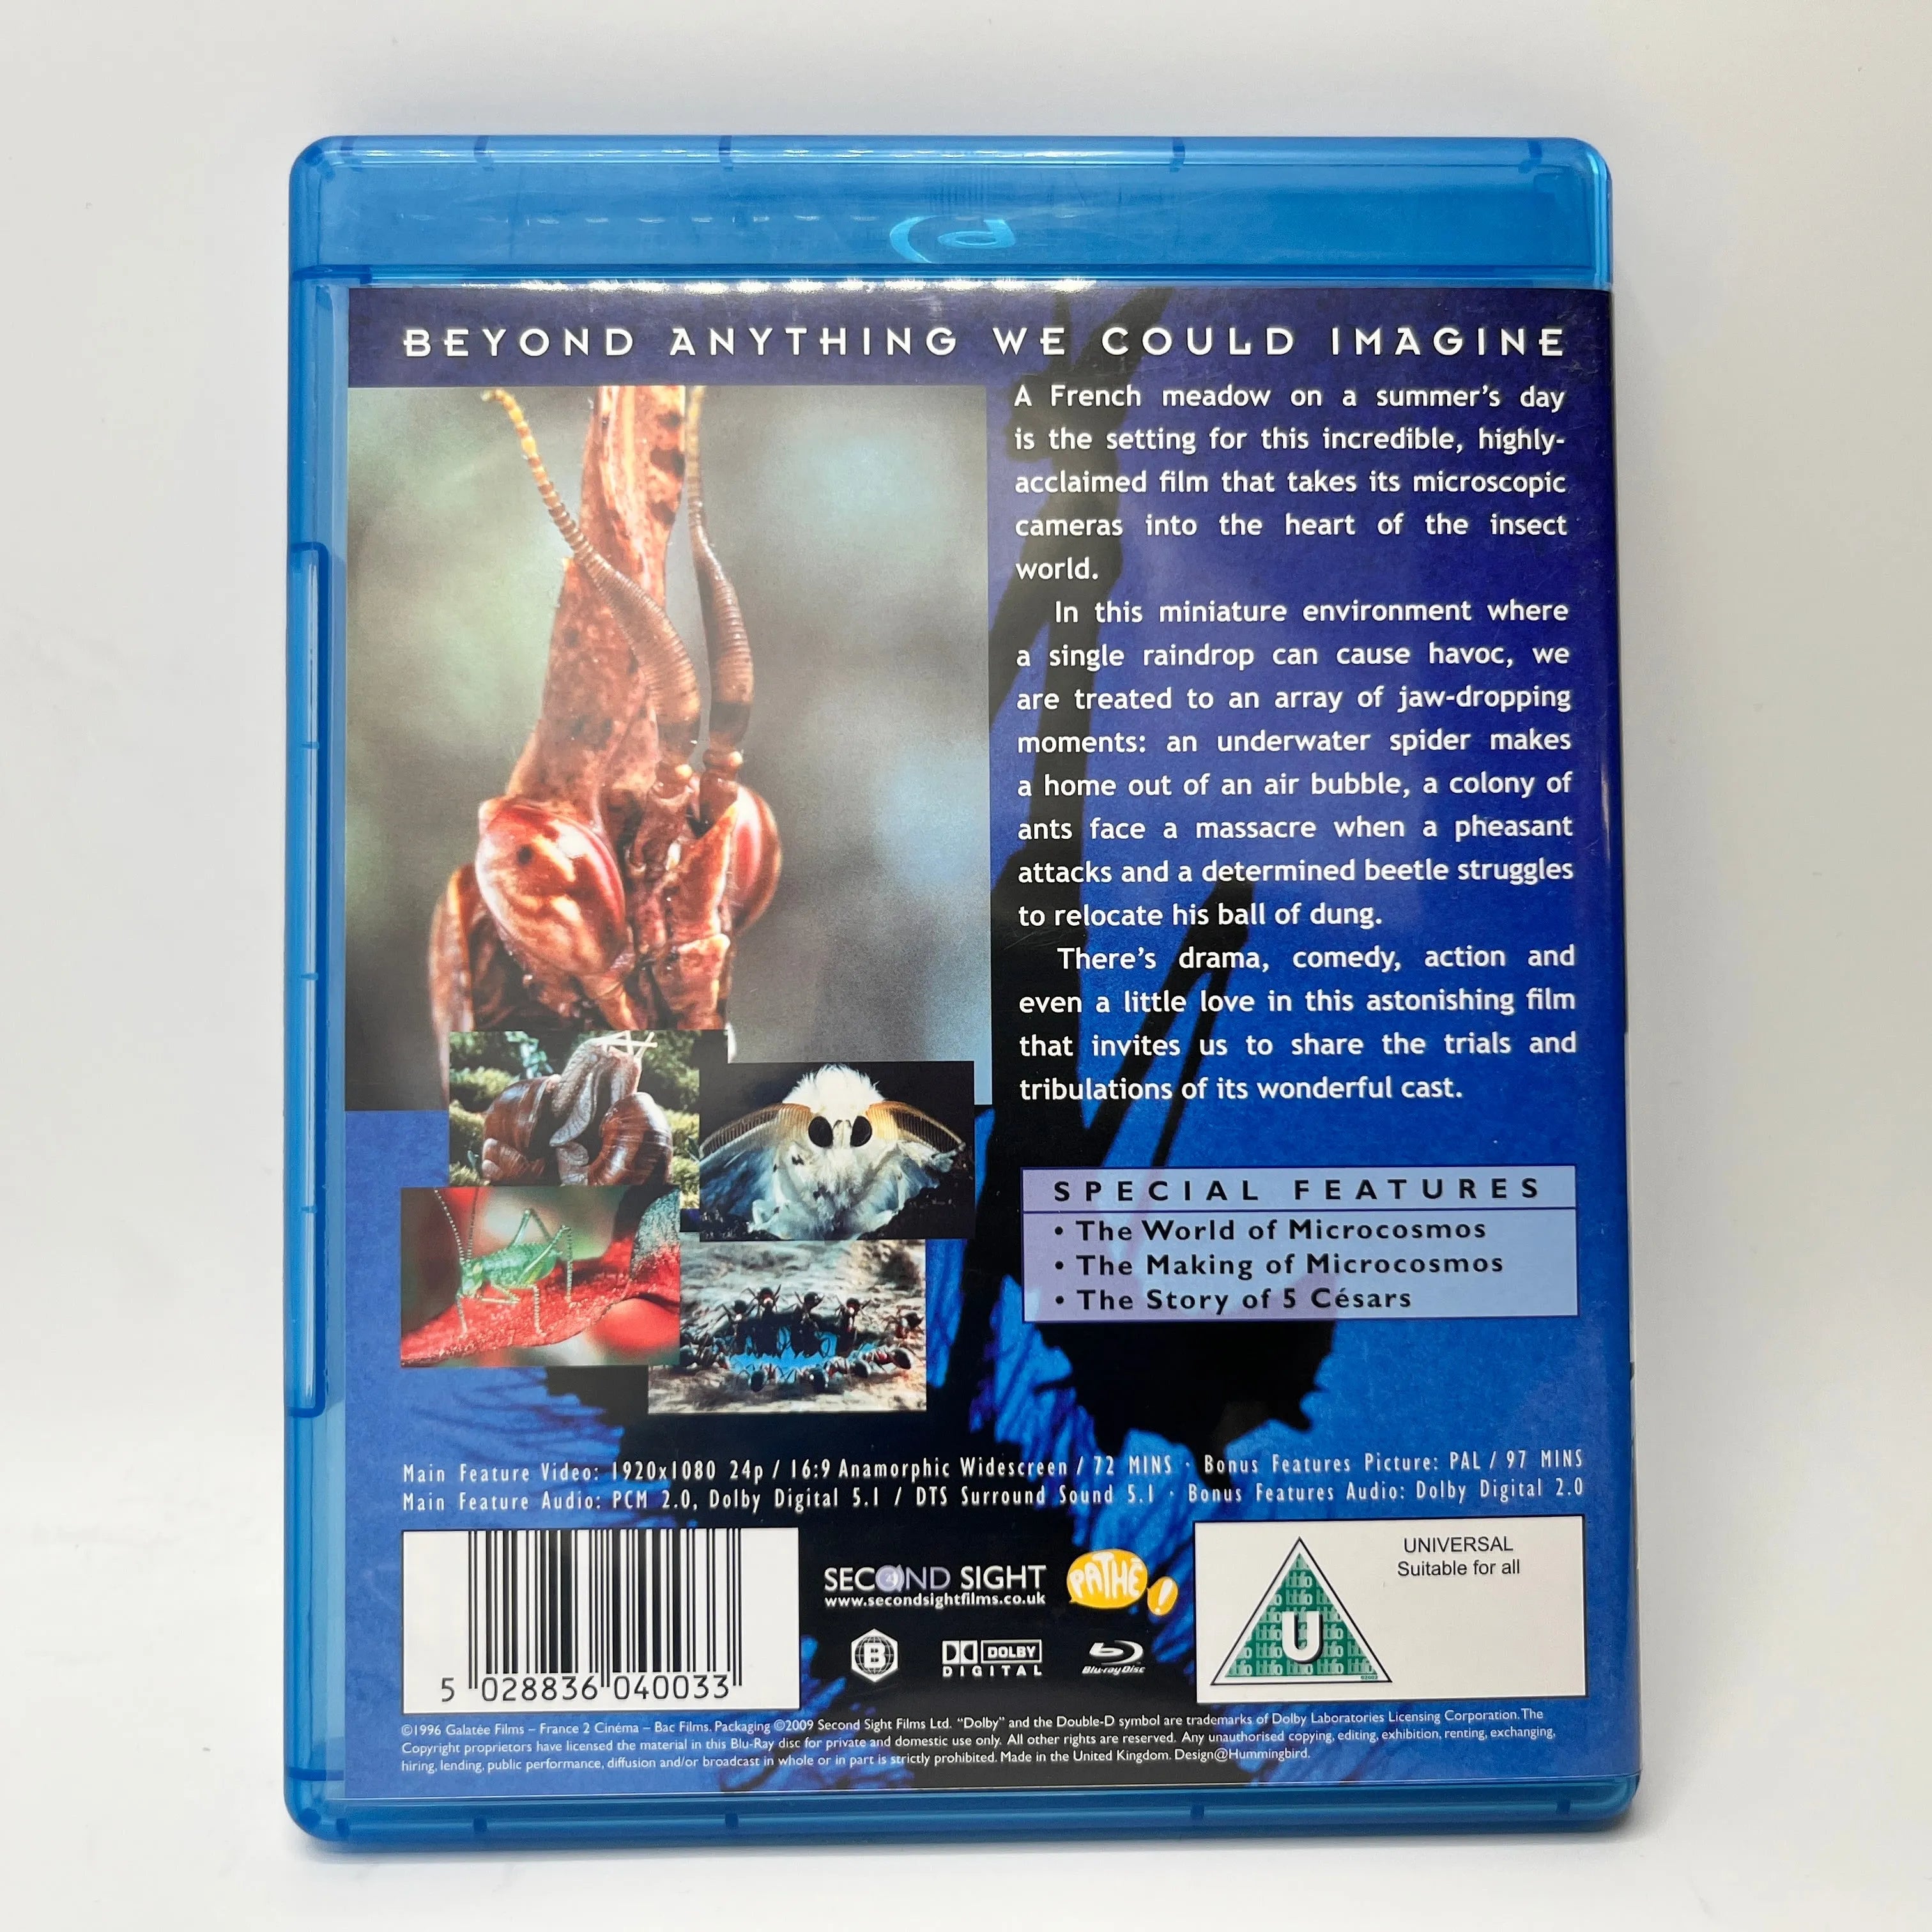 BEYOND ANYTHING WE COULD IMAGINE
A French meadow on a summer's day
is the setting for this incredible, highly-
acclaimed film that takes its microscopic
cameras into the heart of the insect
world.
In this miniature environment where
a single raindrop can cause havoc, we
are treated to an array of jaw-dropping
moments: an underwater spider makes
a home out of an air bubble, a colony of
ants face a massacre when a pheasant
attacks and a determined beetle struggles
to relocate his ball of dung.
There's drama, comedy, action and
even a little love in this astonishing film
that invites us to share the trials and
tribulations of its wonderful cast.
SPECIAL FEATURES
• The World of Microcosmos
• The Making of Microcosmos
• The Story of 5 Césars
Main Feature Video: 1920x1080 24p / 16:9 Anamorphic Widescreen / 72 MINS · Bonus Features Picture: PAL / 97 MINS
Main Feature Audio: PCM 2.0, Dolby Digital 5.1 / DTS Surround Sound 5.1 · Bonus Features Audio: Dolby Digital 2.0
5 028836 040033
SECOND SIGHT
www.secondsightfilms.co.uk
PATHÉ!
B
DOLBY
DIGITAL
Blu-ray Disc
UNIVERSAL
Suitable for all
U
©1996 Galatée Films – France 2 Cinéma – Bac Films. Packaging ©2009 Second Sight Films Ltd. "Dolby" and the Double-D symbol are trademarks of Dolby Laboratories Licensing Corporation. The
Copyright proprietors have licensed the material in this Blu-Ray disc for private and domestic use only. All other rights are reserved. Any unauthorised copying, editing, exhibition, renting, exchanging,
hiring, lending, public performance, diffusion and/or broadcast in whole or in part is strictly prohibited. Made in the United Kingdom. Design@Hummingbird.